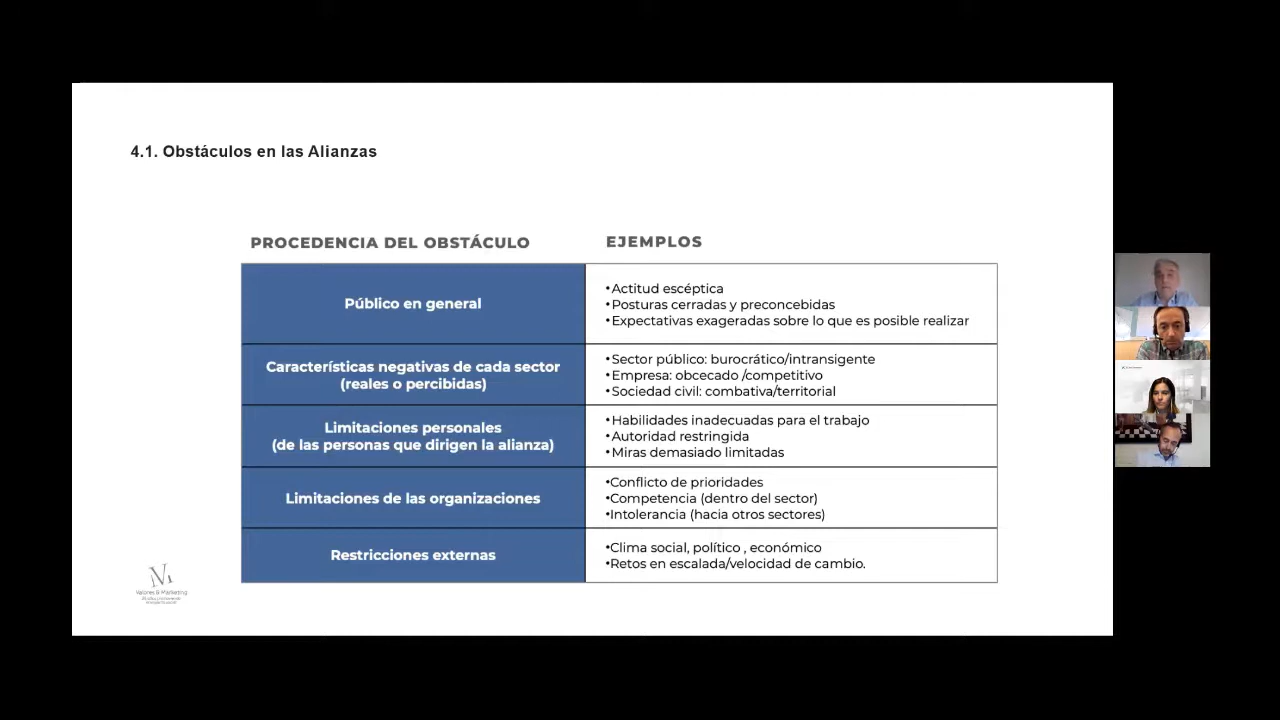 4.1. Obstáculos en las Alianzas
PROCEDENCIA DEL OBSTÁCULO
EJEMPLOS
Público en general
•Actitud escéptica
•Posturas cerradas y preconcebidas
•Expectativas exageradas sobre lo que es posible realizar
Características negativas de cada sector
(reales o percibidas)
•Sector público: burocrático/intransigente
•Empresa: obcecado /competitivo
•Sociedad civil: combativa/territorial
Limitaciones personales
(de las personas que dirigen la alianza)
•Habilidades inadecuadas para el trabajo
•Autoridad restringida
•Miras demasiado limitadas
Limitaciones de las organizaciones
•Conflicto de prioridades
•Competencia (dentro del sector)
•Intolerancia (hacia otros sectores)
Restricciones externas
•Clima social, político , económico
•Retos en escalada/velocidad de cambio.
Valores & Marketing